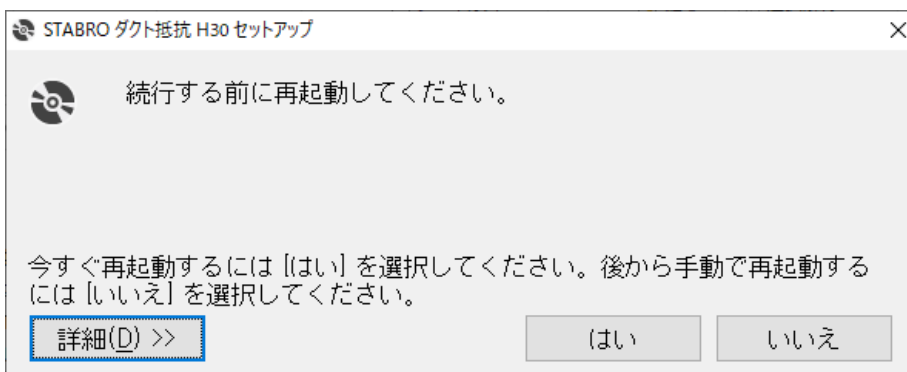 STABRO ダクト抵抗 H30 セットアップ
続行する前に再起動してください。
今すぐ再起動するには [はい] を選択してください。後から手動で再起動する
には [いいえ] を選択してください。
詳細(D) >>
はい
いいえ